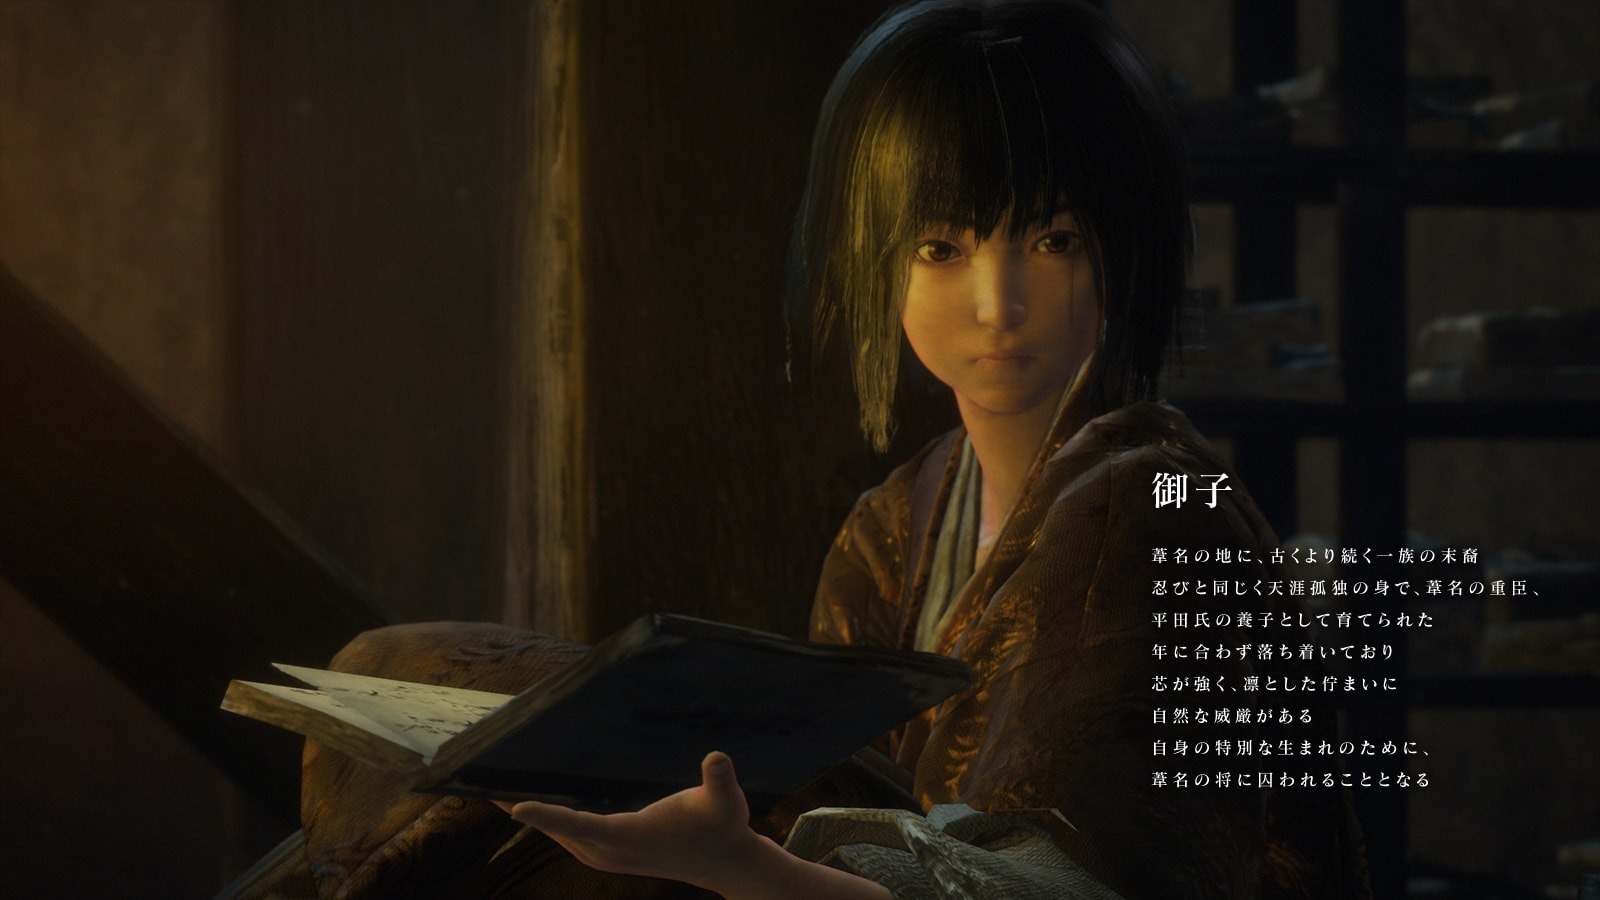 御子
葦名の地に、古くより続く一族の末裔
忍びと同じく天涯孤独の身で、葦名の重臣、
平田氏の養子として育てられた
年に合わず落ち着いており
芯が強く、凛とした佇まいに
自然な威厳がある
自身の特別な生まれのために、
葦名の将に囚われることとなる